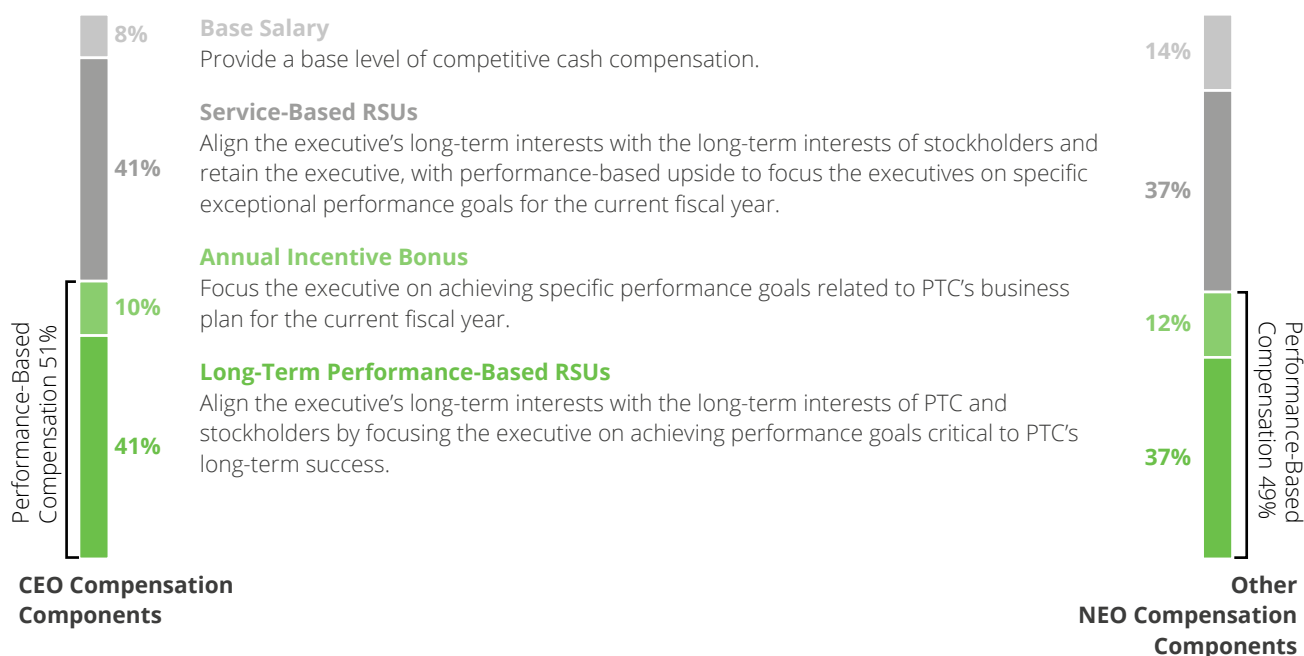 8%
Base Salary
Provide a base level of competitive cash compensation.
14%
Service-Based RSUs
Align the executive’s long-term interests with the long-term interests of stockholders and
retain the executive, with performance-based upside to focus the executives on specific
exceptional performance goals for the current fiscal year.
41%
37%
Annual Incentive Bonus
Focus the executive on achieving specific performance goals related to PTC’s business
plan for the current fiscal year.
10%
12%
Long-Term Performance-Based RSUs
Align the executive’s long-term interests with the long-term interests of PTC and
stockholders by focusing the executive on achieving performance goals critical to PTC’s
long-term success.
41%
37%
Performance-Based
Compensation 51%
Performance-Based
Compensation 49%
CEO Compensation
Components
Other
NEO Compensation
Components